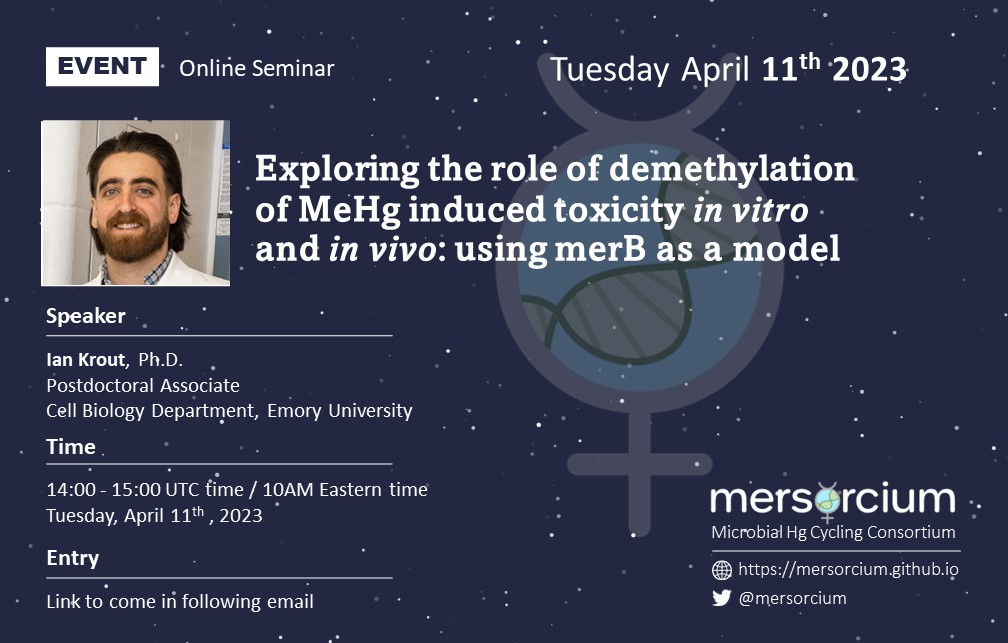 EVENT Online Seminar
Tuesday April 11th 2023
Exploring the role of demethylation
of MeHg induced toxicity in vitro
and in vivo: using merB as a model
Speaker
Ian Krout, Ph.D.
Postdoctoral Associate
Cell Biology Department, Emory University
Time
14:00 - 15:00 UTC time / 10AM Eastern time
Tuesday, April 11th , 2023
Entry
Link to come in following email
mersorcium
Microbial Hg Cycling Consortium
https://mersorcium.github.io
@mersorcium